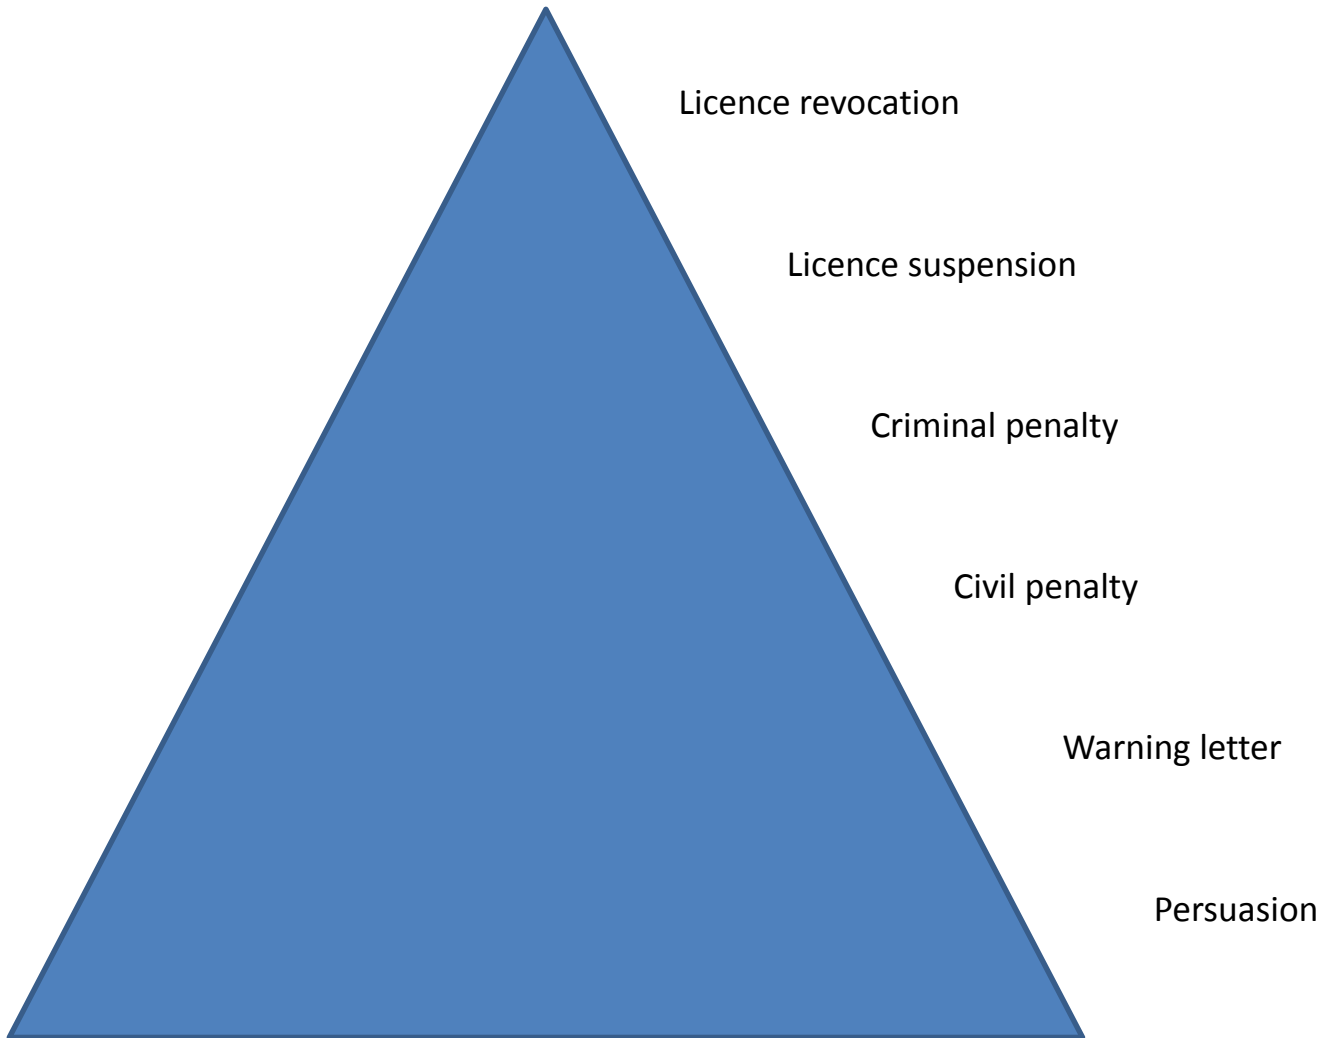 Licence revocation
Licence suspension
Criminal penalty
Civil penalty
Warning letter
Persuasion